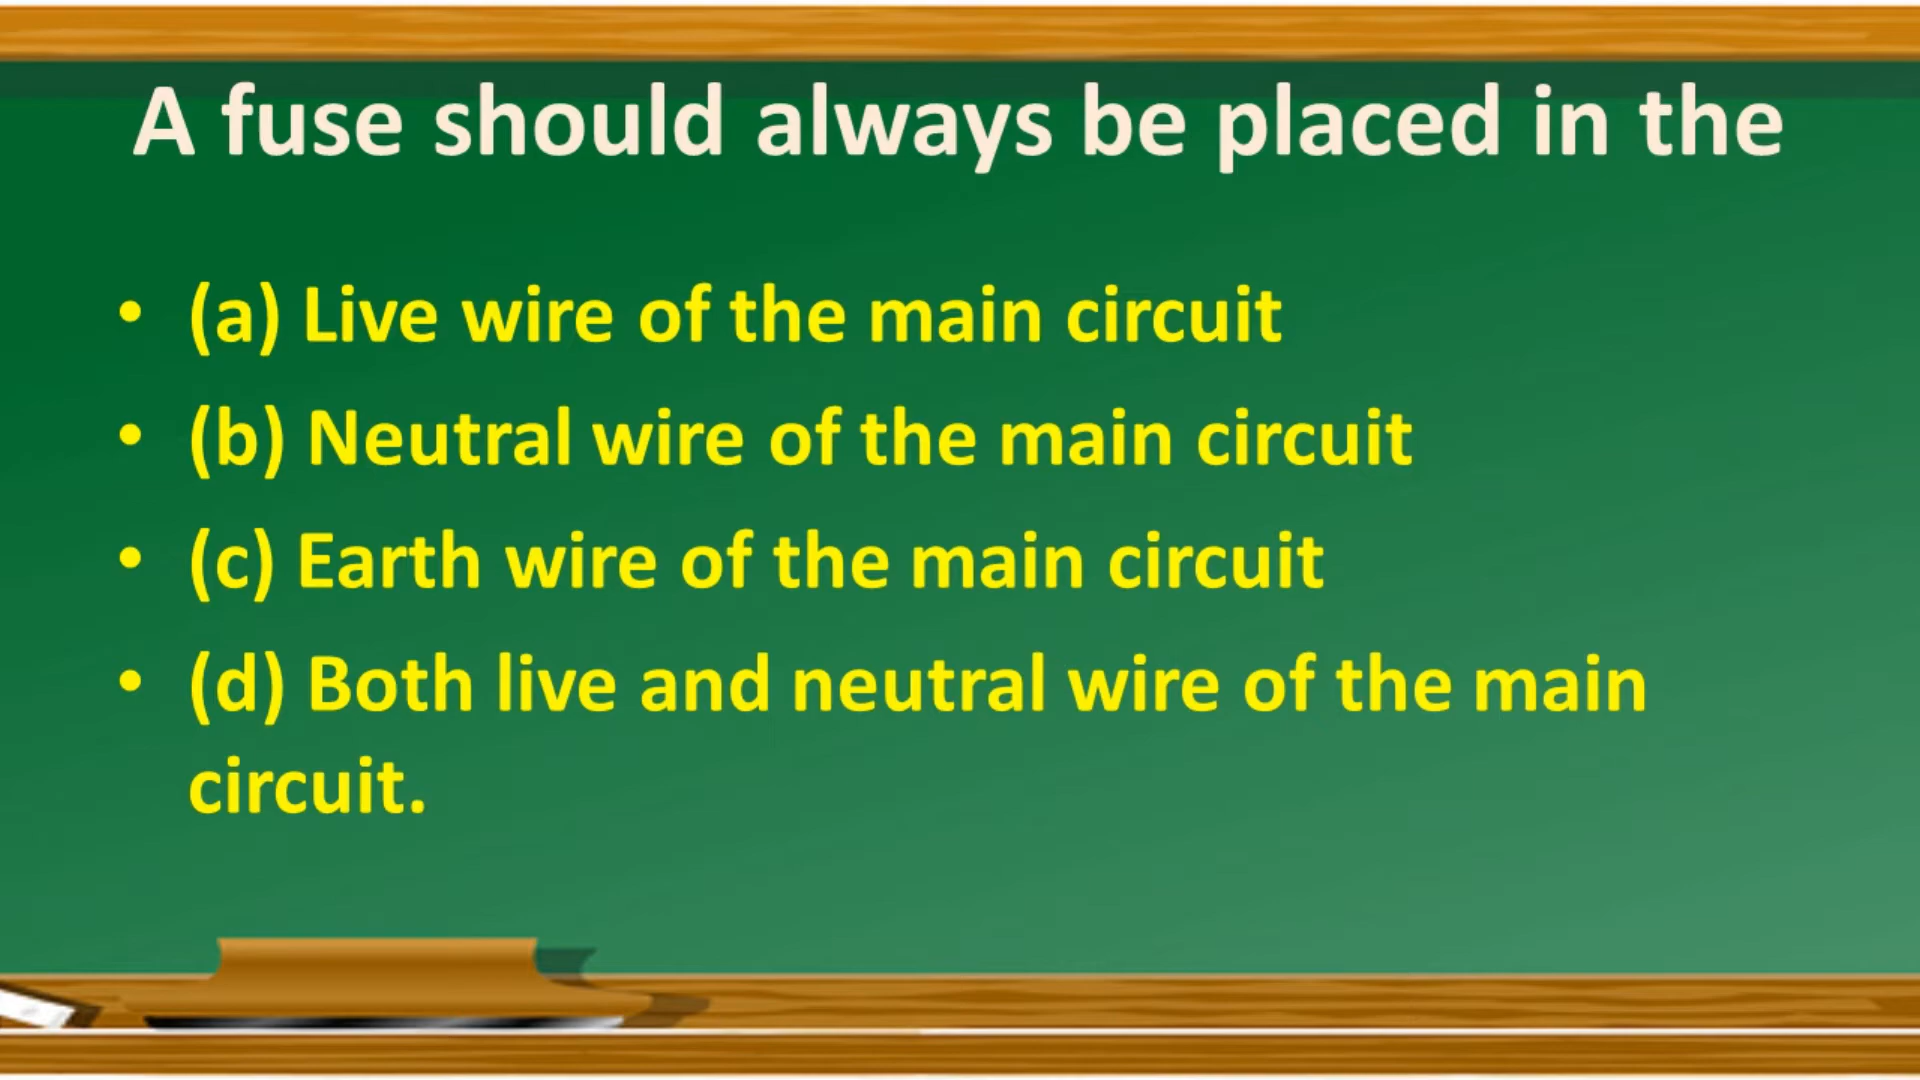 A fuse should always be placed in the
• (a) Live wire of the main circuit
• (b) Neutral wire of the main circuit
• (c) Earth wire of the main circuit
• (d) Both live and neutral wire of the main
circuit.